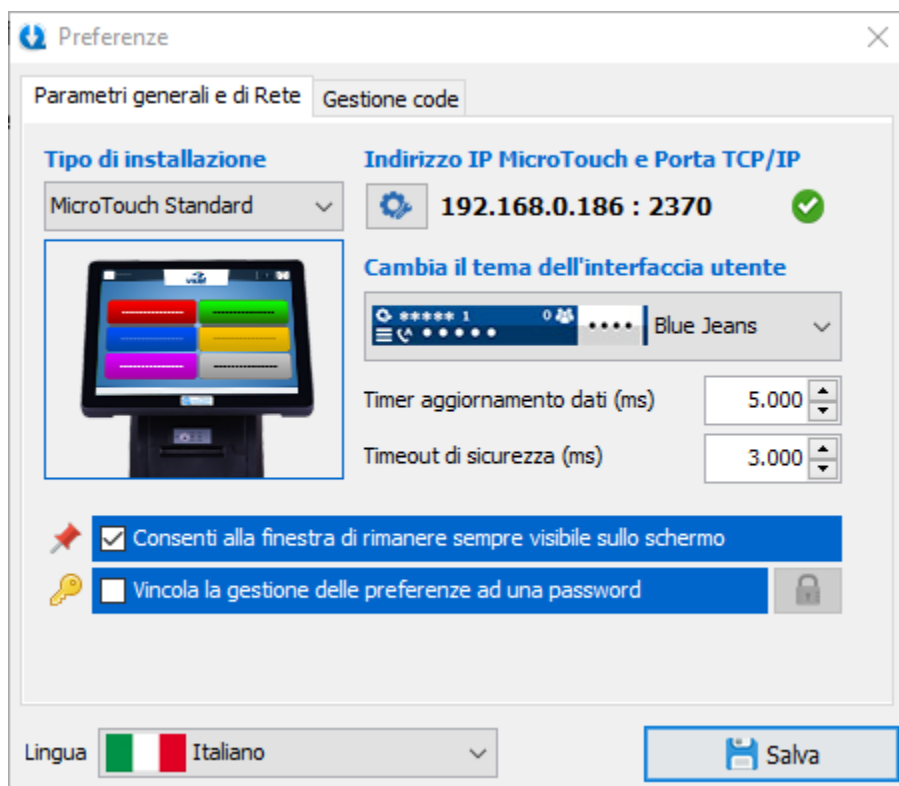 Preferenze
Parametri generali e di Rete
Gestione code
Tipo di installazione
MicroTouch Standard
Indirizzo IP MicroTouch e Porta TCP/IP
192.168.0.186 : 2370
Cambia il tema dell'interfaccia utente
***** 1 0
Blue Jeans
Timer aggiornamento dati (ms) 5.000
Timeout di sicurezza (ms) 3.000
Consenti alla finestra di rimanere sempre visibile sullo schermo
Vincola la gestione delle preferenze ad una password
Lingua Italiano
Salva